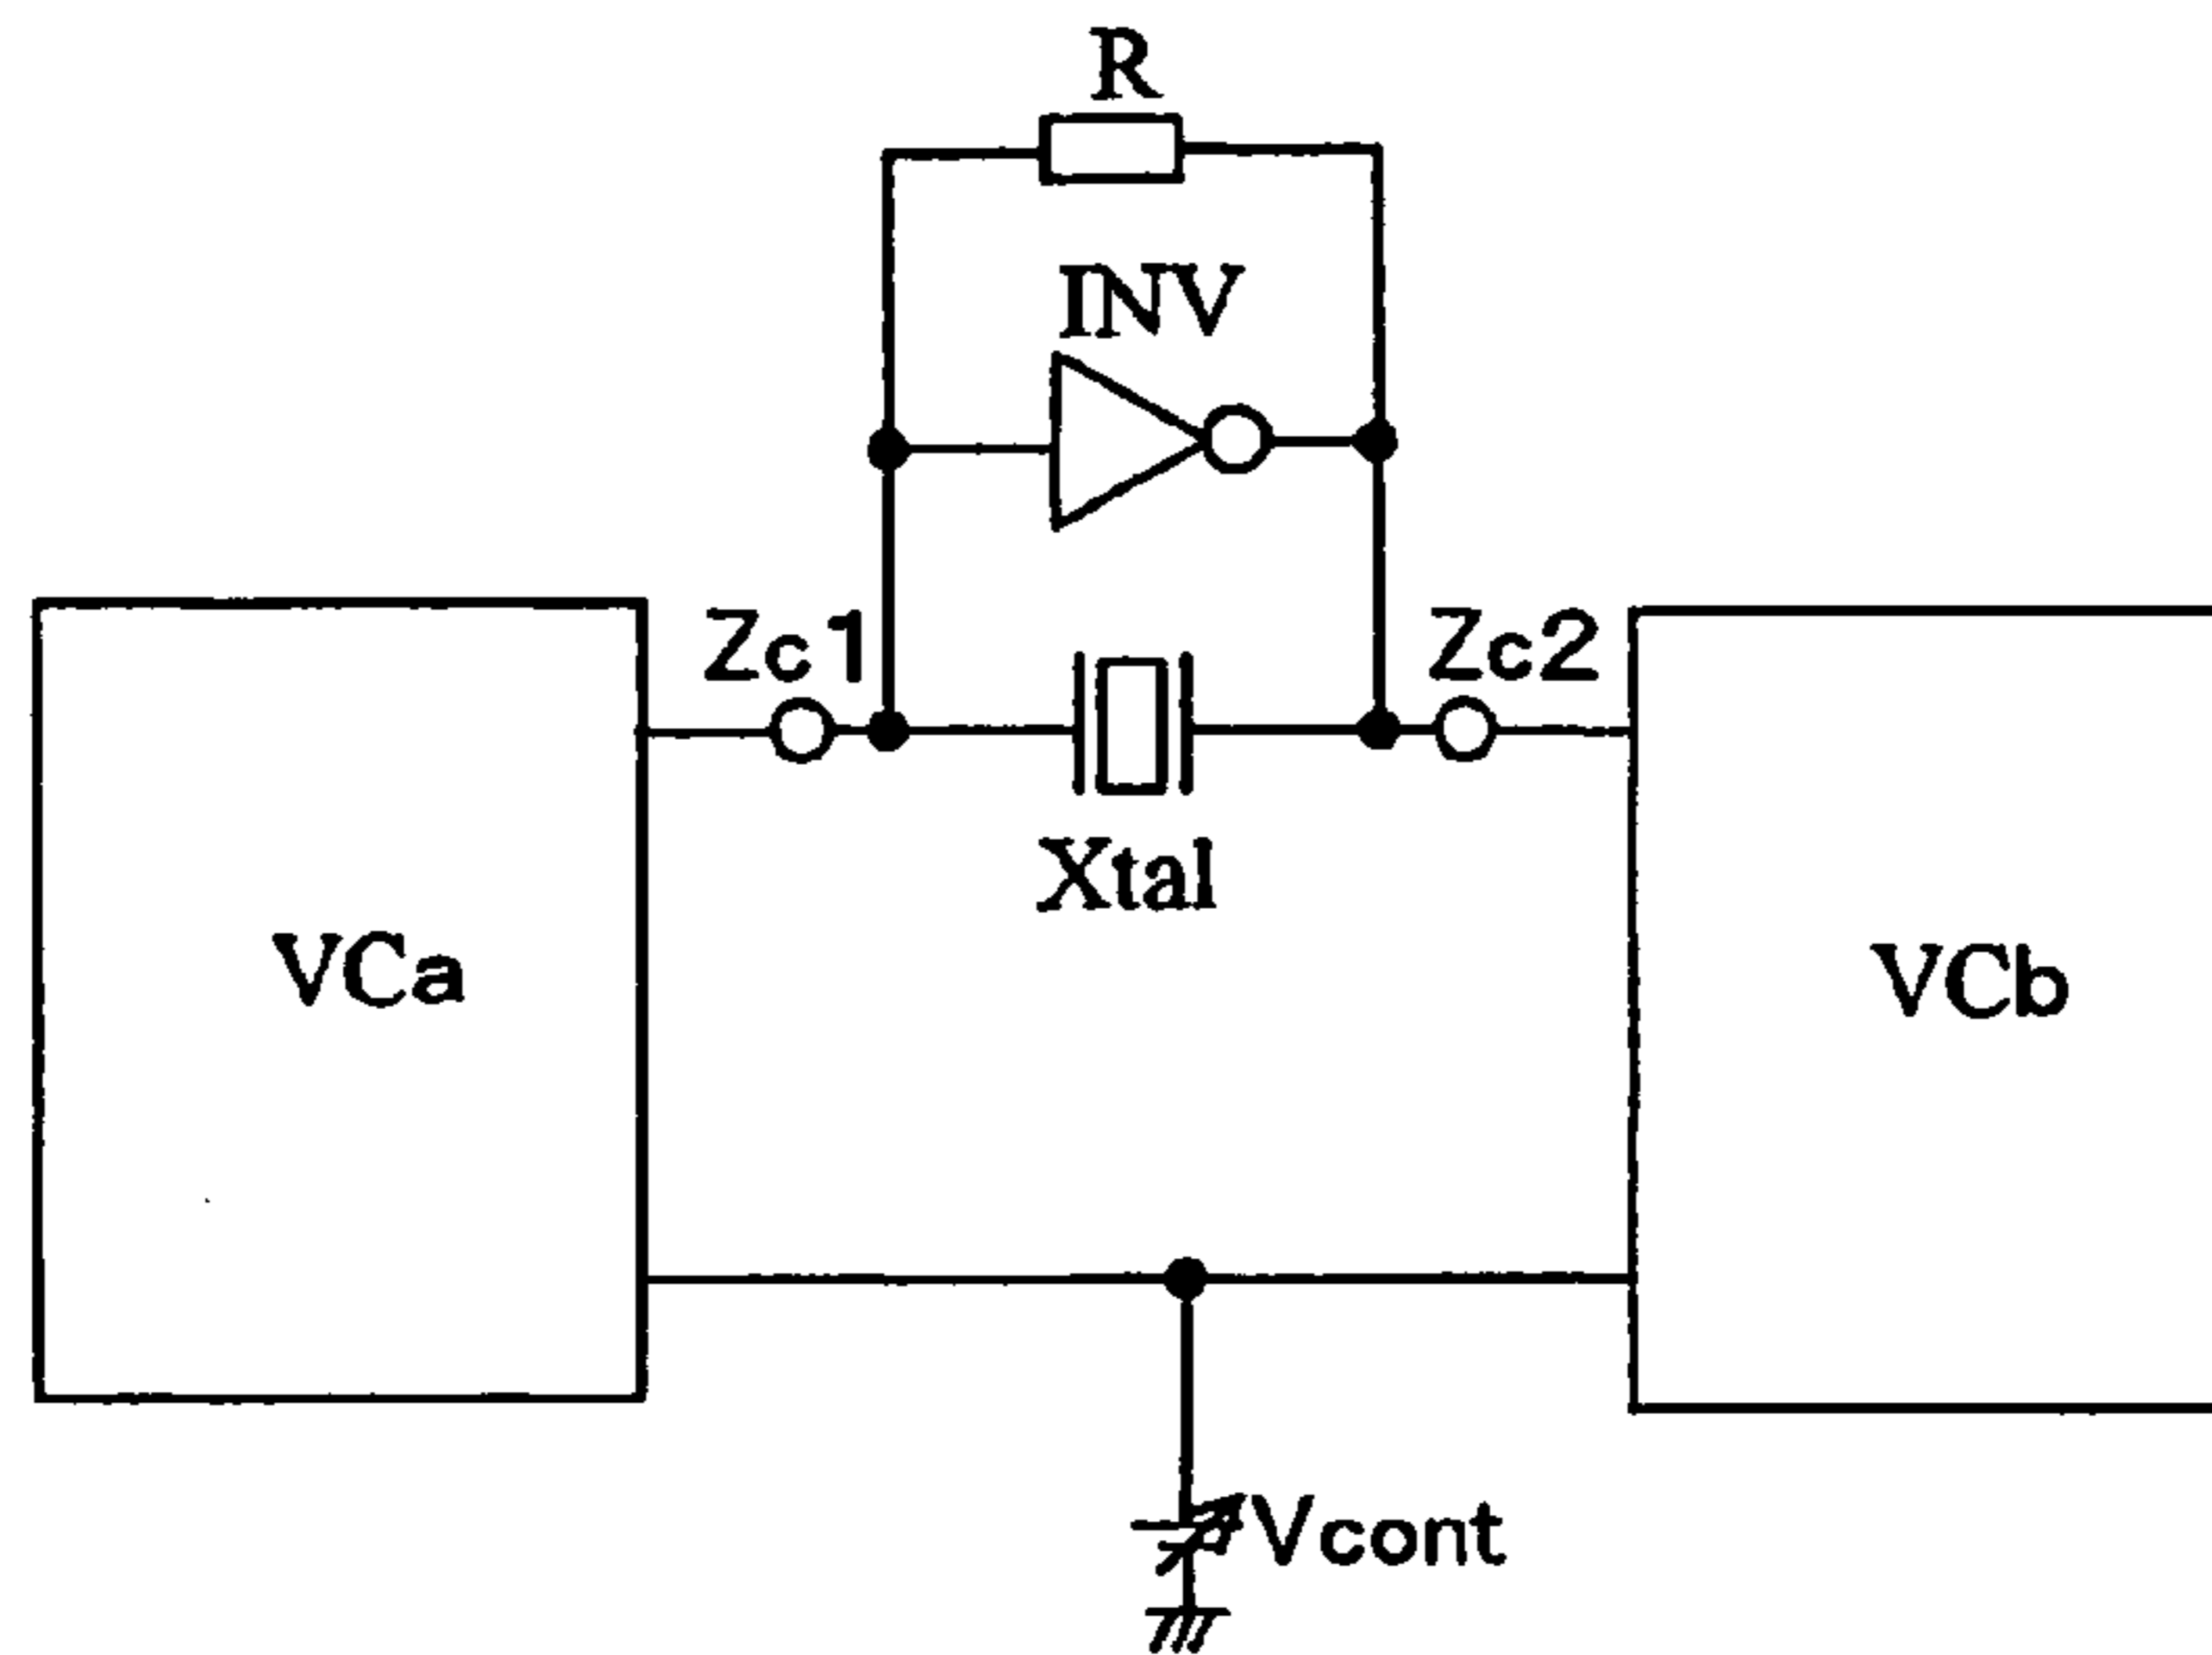 R
INV
Zc1
Zc2
Xtal
VCa
VCb
Vcont